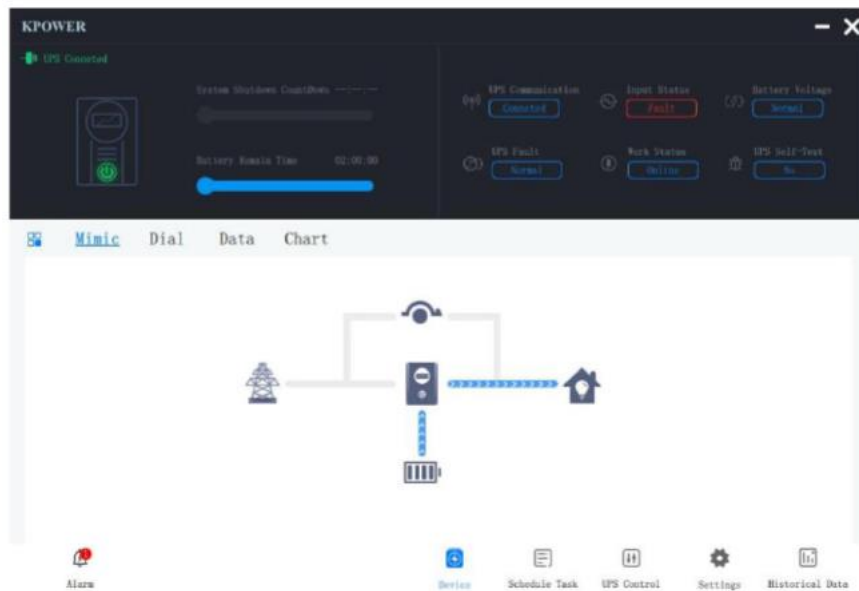 KPOWER
UPS Connected
System Shutdown CountDown --:--:--
Battery Remain Time 02:00:00
UPS Communication
Connected
Input Status
Fault
Battery Voltage
Normal
UPS Fault
Normal
Work Status
Online
UPS Self-Test
No
Mimic Dial Data Chart
1
Alarm
Device
Schedule Task
UPS Control
Settings
Historical Data